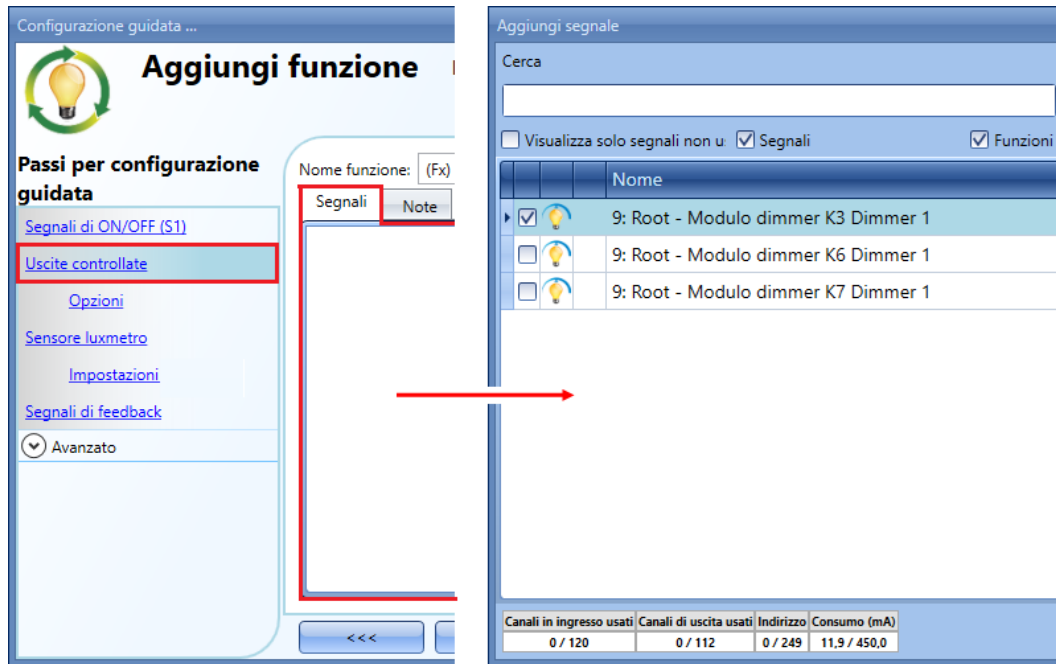 Configurazione guidata ...
Aggiungi funzione
Passi per configurazione
guidata
Segnali di ON/OFF (S1)
Uscite controllate
Opzioni
Sensore luxmetro
Impostazioni
Segnali di feedback
Avanzato
Nome funzione: (Fx)
Segnali Note
<<<
Aggiungi segnale
Cerca
Visualizza solo segnali non u Segnali Funzioni
Nome
9: Root - Modulo dimmer K3 Dimmer 1
9: Root - Modulo dimmer K6 Dimmer 1
9: Root - Modulo dimmer K7 Dimmer 1
Canali in ingresso usati Canali di uscita usati Indirizzo Consumo (mA)
0 / 120 0 / 112 0 / 249 11,9 / 450,0